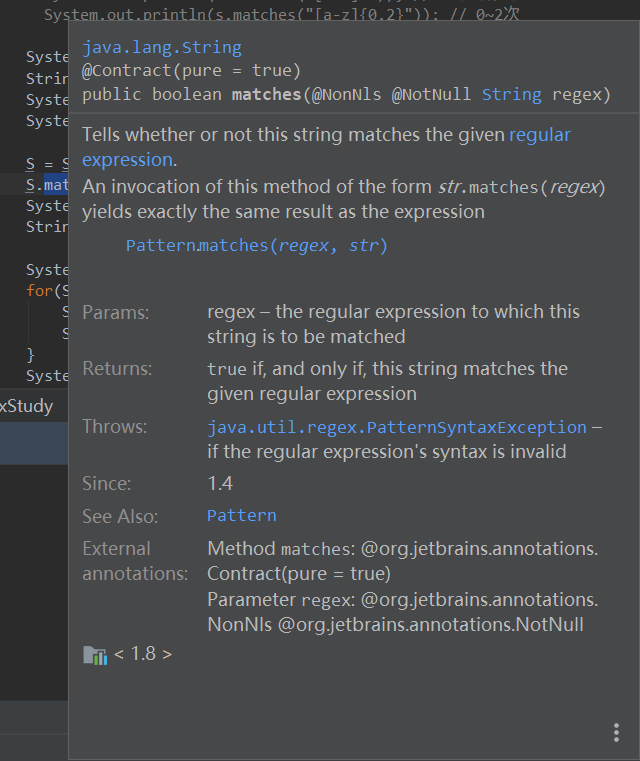 System.out.println(s.matches("[a-z]{0,2}")); // 0~2次
java.lang.String
@Contract(pure = true)
public boolean matches(@NonNls @NotNull String regex)
Tells whether or not this string matches the given regular
expression.
An invocation of this method of the form str.matches(regex)
yields exactly the same result as the expression
Pattern.matches(regex, str)
Params: regex – the regular expression to which this
string is to be matched
Returns: true if, and only if, this string matches the
given regular expression
Throws: java.util.regex.PatternSyntaxException –
if the regular expression's syntax is invalid
Since: 1.4
See Also: Pattern
External Method matches: @org.jetbrains.annotations.
annotations: Contract(pure = true)
Parameter regex: @org.jetbrains.annotations.
NonNls @org.jetbrains.annotations.NotNull
< 1.8 >
Syst
Strin
Syst
Syst
S = S
S.mat
Syst
Strin
Syst
for(S
S
S
}
Syst
xStudy